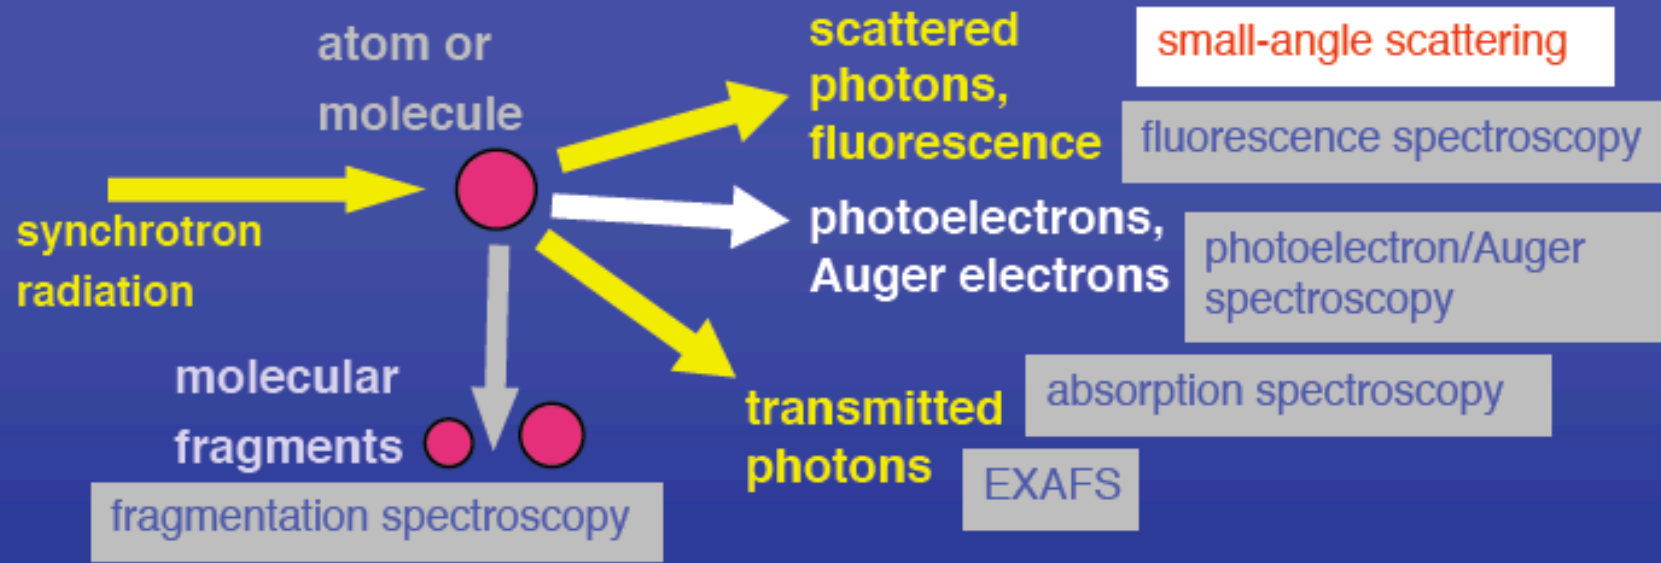 atom or
molecule
synchrotron
radiation
scattered
photons,
fluorescence
small-angle scattering
fluorescence spectroscopy
photoelectrons,
Auger electrons
photoelectron/Auger
spectroscopy
transmitted
photons
absorption spectroscopy
EXAFS
molecular
fragments
fragmentation spectroscopy